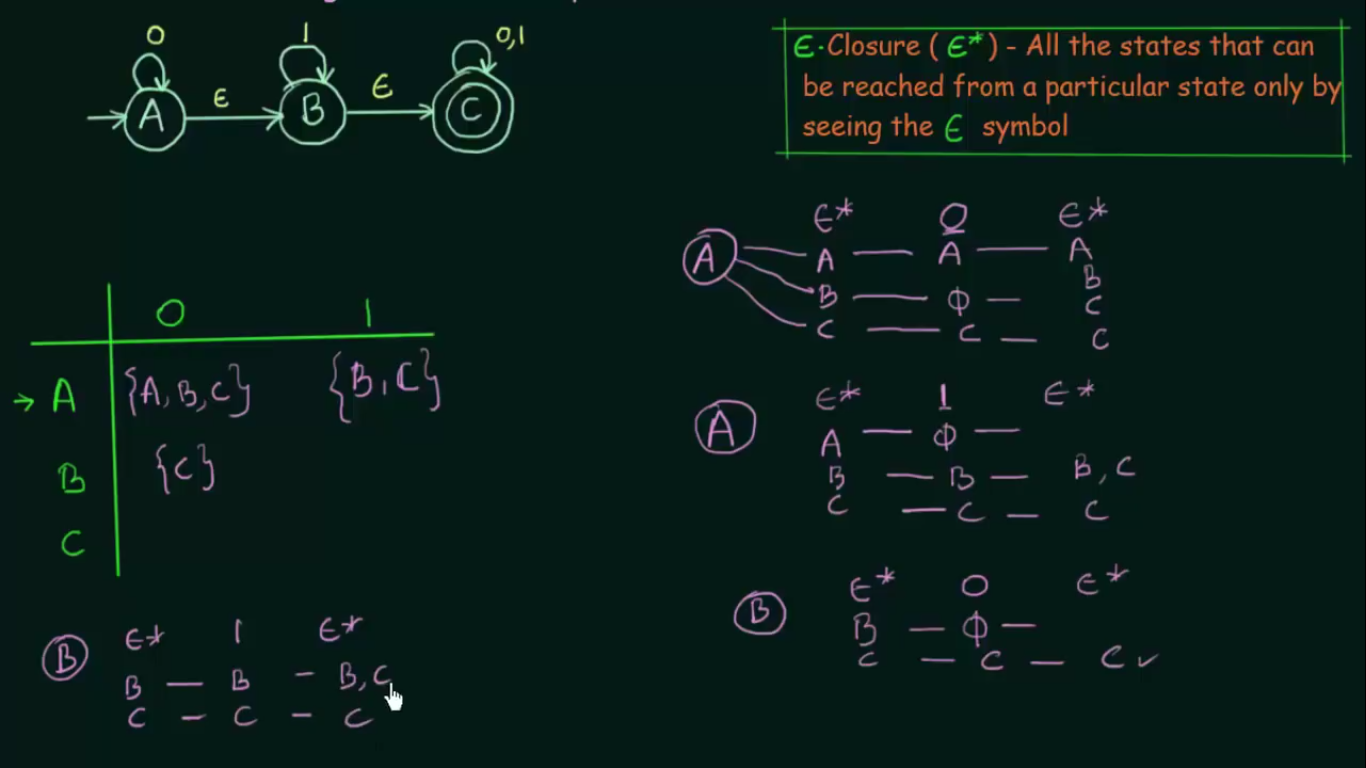 0 1 0,1
A ϵ B ϵ C
ϵ-Closure ( ϵ* ) - All the states that can
be reached from a particular state only by
seeing the ϵ symbol
ϵ* 0 ϵ*
A A — A — A
B
B — Φ — C
C — C — C
0 1
→ A {A, B, C} {B, C}
B {C}
C
A ϵ* 1 ϵ*
A — Φ —
B — B — B, C
C — C — C
B ϵ* 0 ϵ*
B — Φ —
C — C — C ✓
B ϵ* 1 ϵ*
B — B – B, C
C – C – C